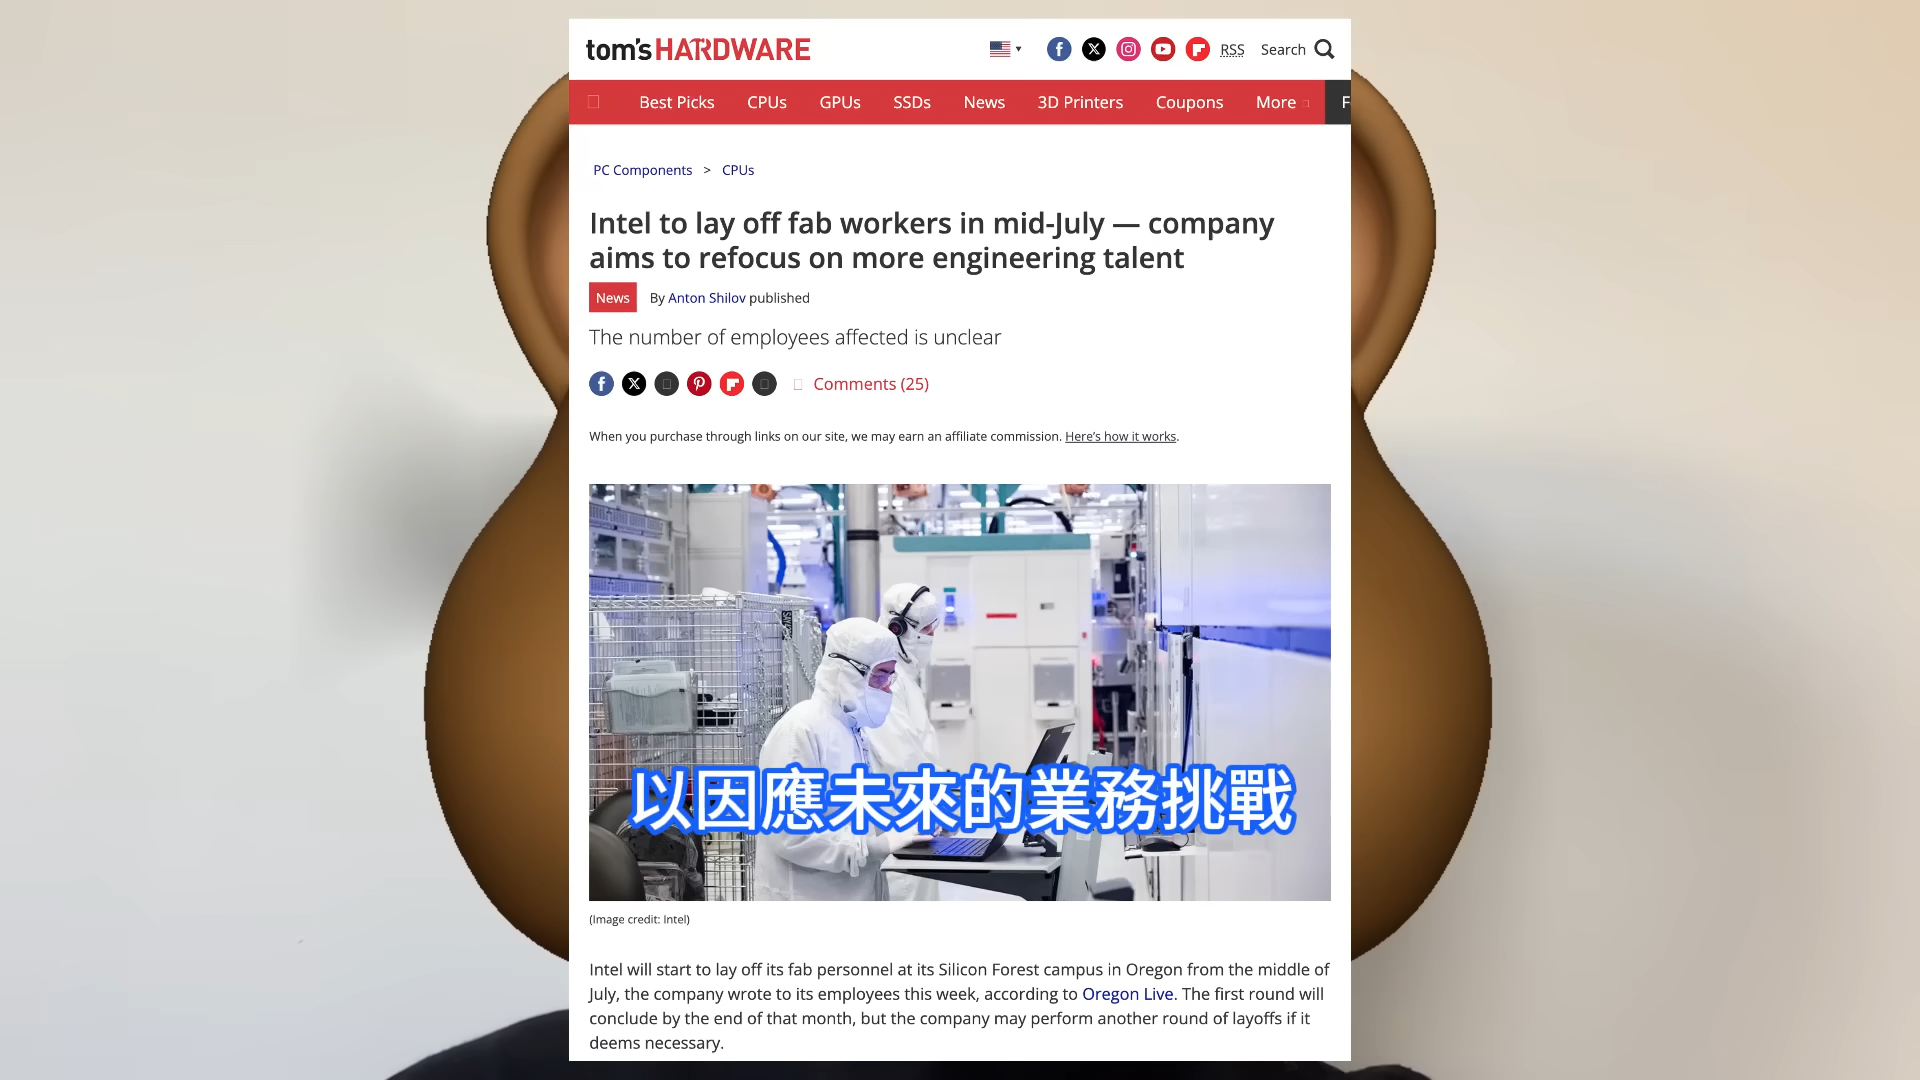 tom's HARDWARE
RSS Search
Best Picks CPUs GPUs SSDs News 3D Printers Coupons More F
PC Components > CPUs
Intel to lay off fab workers in mid-July — company
aims to refocus on more engineering talent
News By Anton Shilov published
The number of employees affected is unclear
Comments (25)
When you purchase through links on our site, we may earn an affiliate commission. Here's how it works.
以因應未來的業務挑戰
(Image credit: Intel)
Intel will start to lay off its fab personnel at its Silicon Forest campus in Oregon from the middle of
July, the company wrote to its employees this week, according to Oregon Live. The first round will
conclude by the end of that month, but the company may perform another round of layoffs if it
deems necessary.